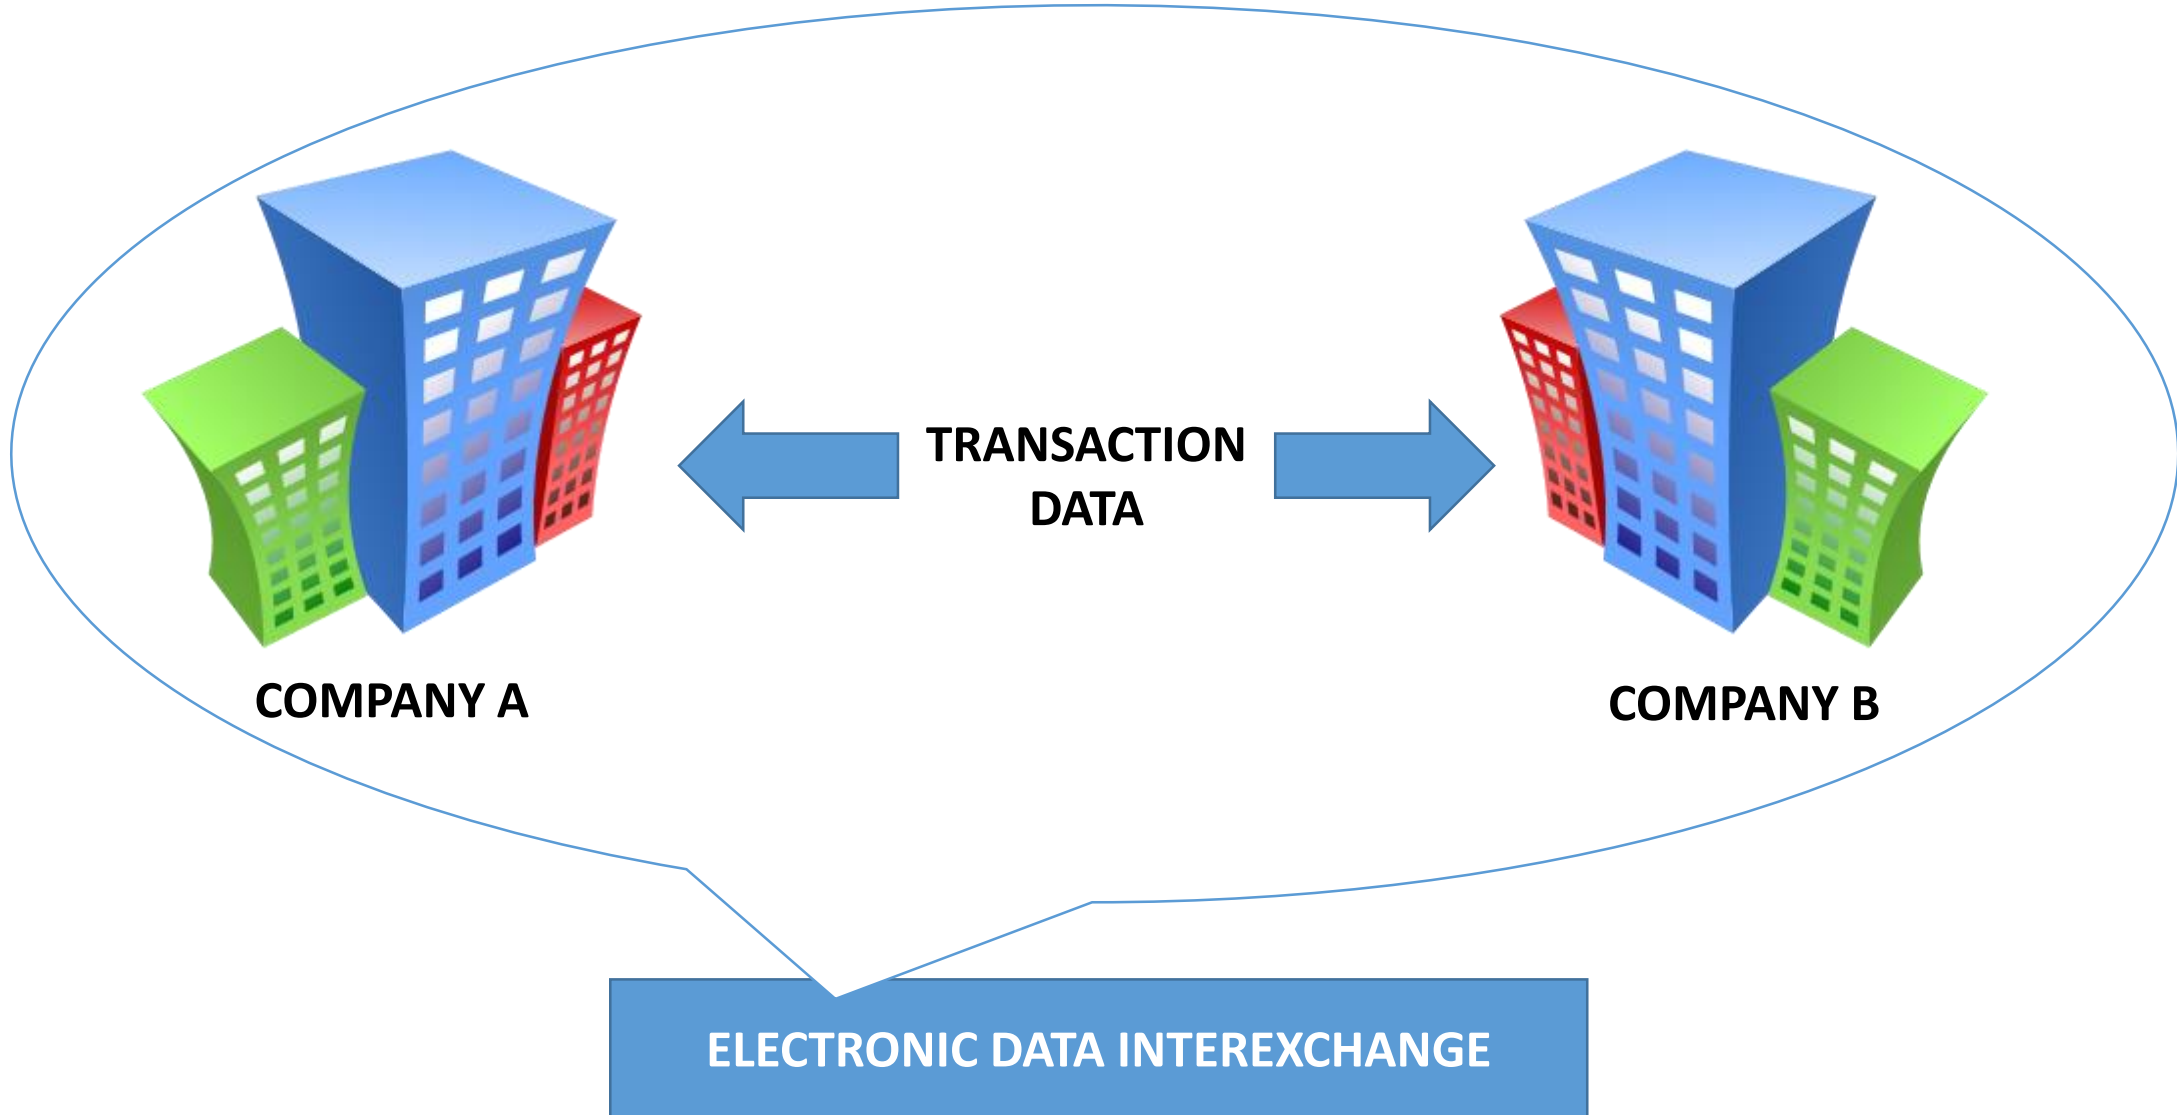 TRANSACTION
DATA
COMPANY A
COMPANY B
ELECTRONIC DATA INTEREXCHANGE